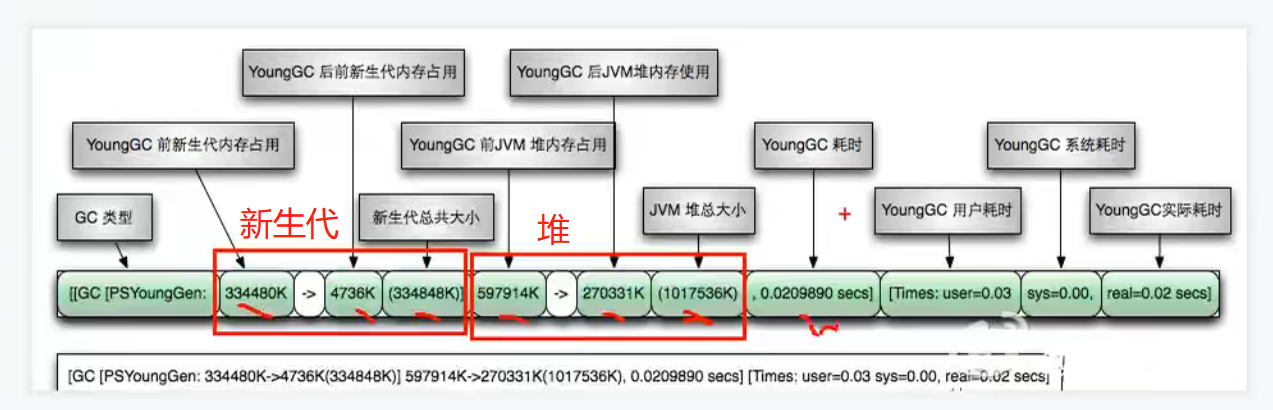 YoungGC 后前新生代内存占用
YoungGC 后JVM堆内存使用
YoungGC 前新生代内存占用
YoungGC 前JVM 堆内存占用
YoungGC 耗时
YoungGC 系统耗时
GC 类型
新生代
新生代总共大小
堆
JVM 堆总大小
YoungGC 用户耗时
YoungGC实际耗时
[[GC [PSYoungGen: 334480K -> 4736K (334848K)] 597914K -> 270331K (1017536K) , 0.0209890 secs] [Times: user=0.03 sys=0.00, real=0.02 secs]
[GC [PSYoungGen: 334480K->4736K(334848K)] 597914K->270331K(1017536K), 0.0209890 secs] [Times: user=0.03 sys=0.00, real=0.02 secs]